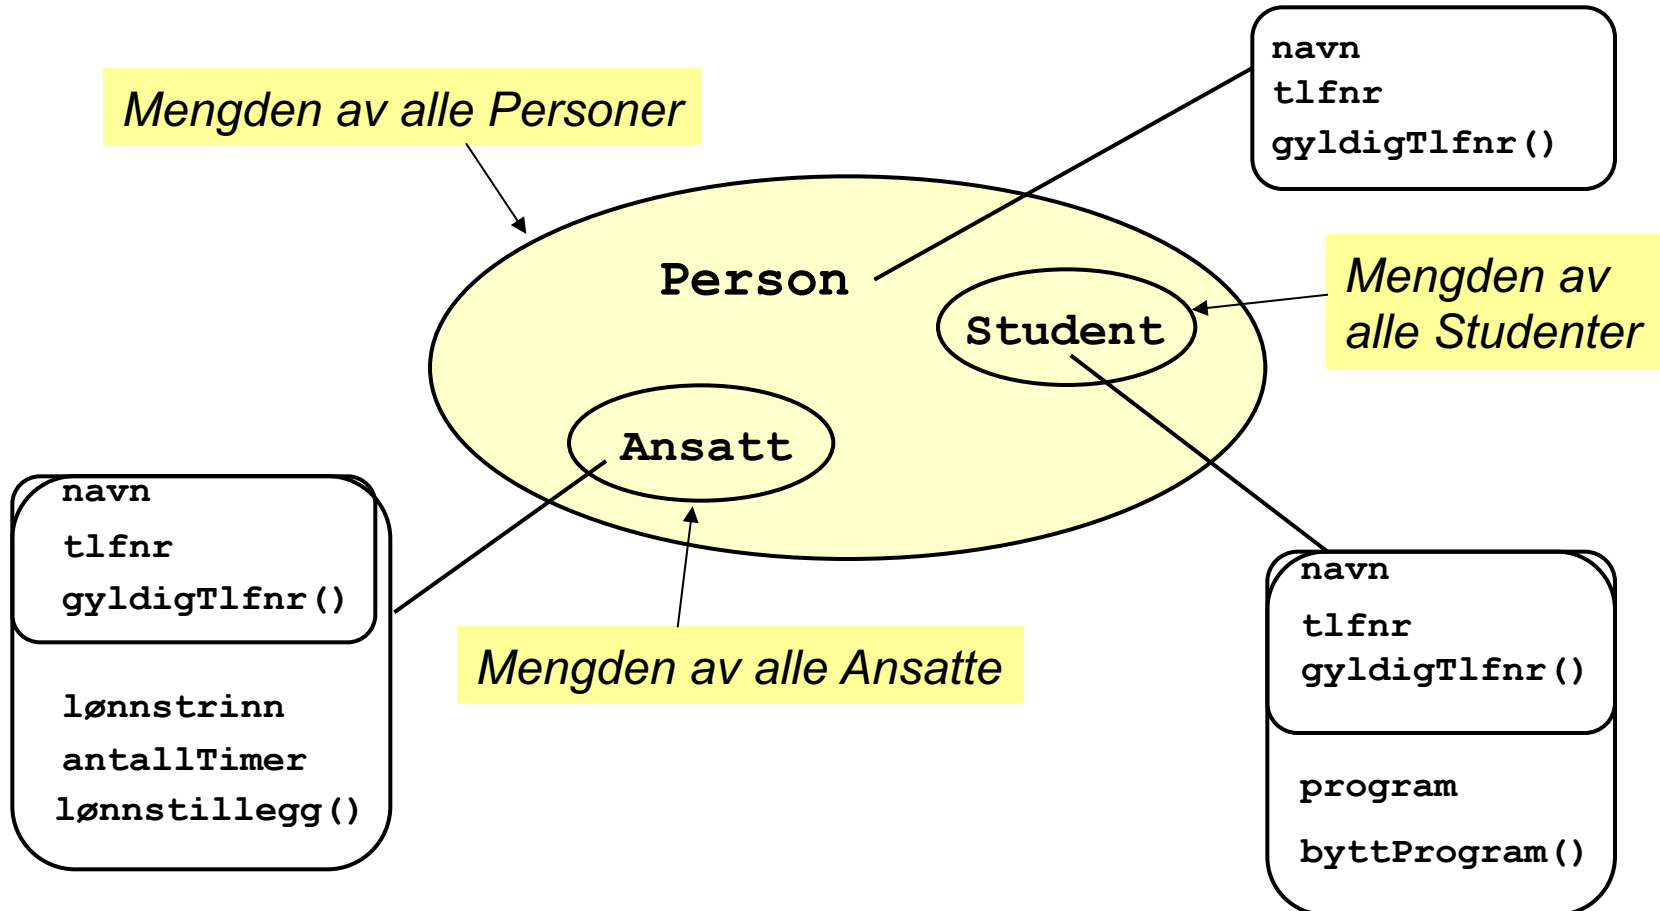 navn
tlfnr
gyldigTlfnr()
Mengden av alle Personer
Person
Mengden av
alle Studenter
Student
Ansatt
navn
tlfnr
gyldigTlfnr()
lønnstrinn
antallTimer
lønnstillegg()
Mengden av alle Ansatte
navn
tlfnr
gyldigTlfnr()
program
byttProgram()